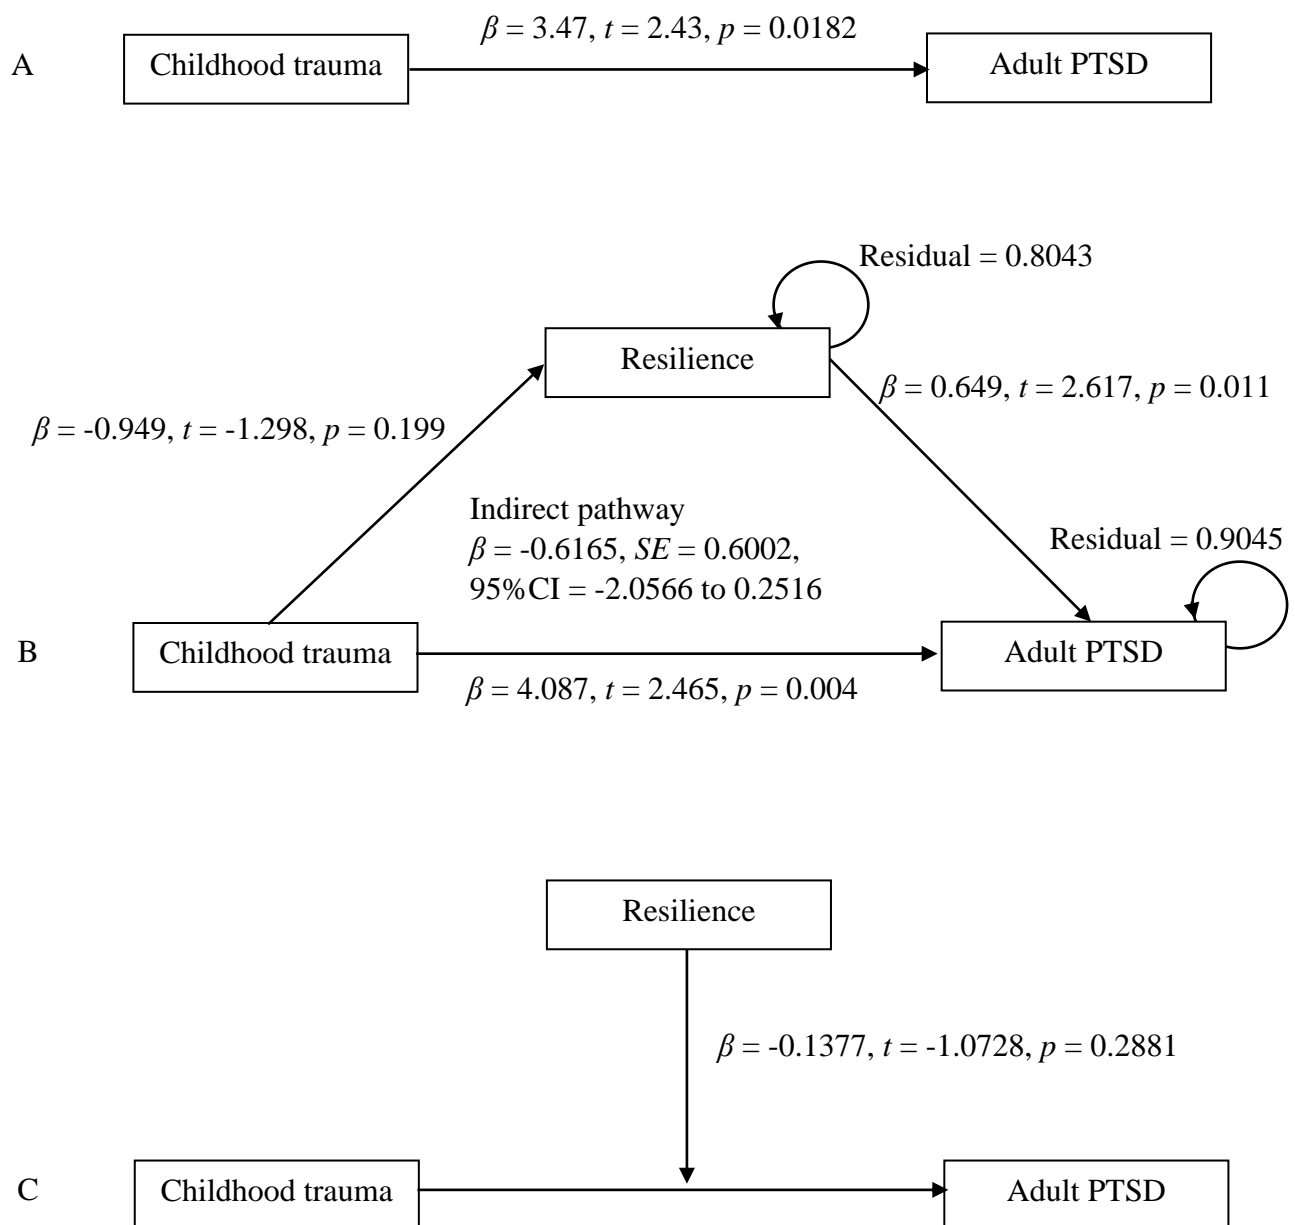 β = 3.47, t = 2.43, p = 0.0182
A
Childhood trauma
Adult PTSD
Residual = 0.8043
Resilience
β = 0.649, t = 2.617, p = 0.011
β = -0.949, t = -1.298, p = 0.199
Indirect pathway
β = -0.6165, SE = 0.6002,
95%CI = -2.0566 to 0.2516
Residual = 0.9045
B
Childhood trauma
Adult PTSD
β = 4.087, t = 2.465, p = 0.004
Resilience
β = -0.1377, t = -1.0728, p = 0.2881
C
Childhood trauma
Adult PTSD